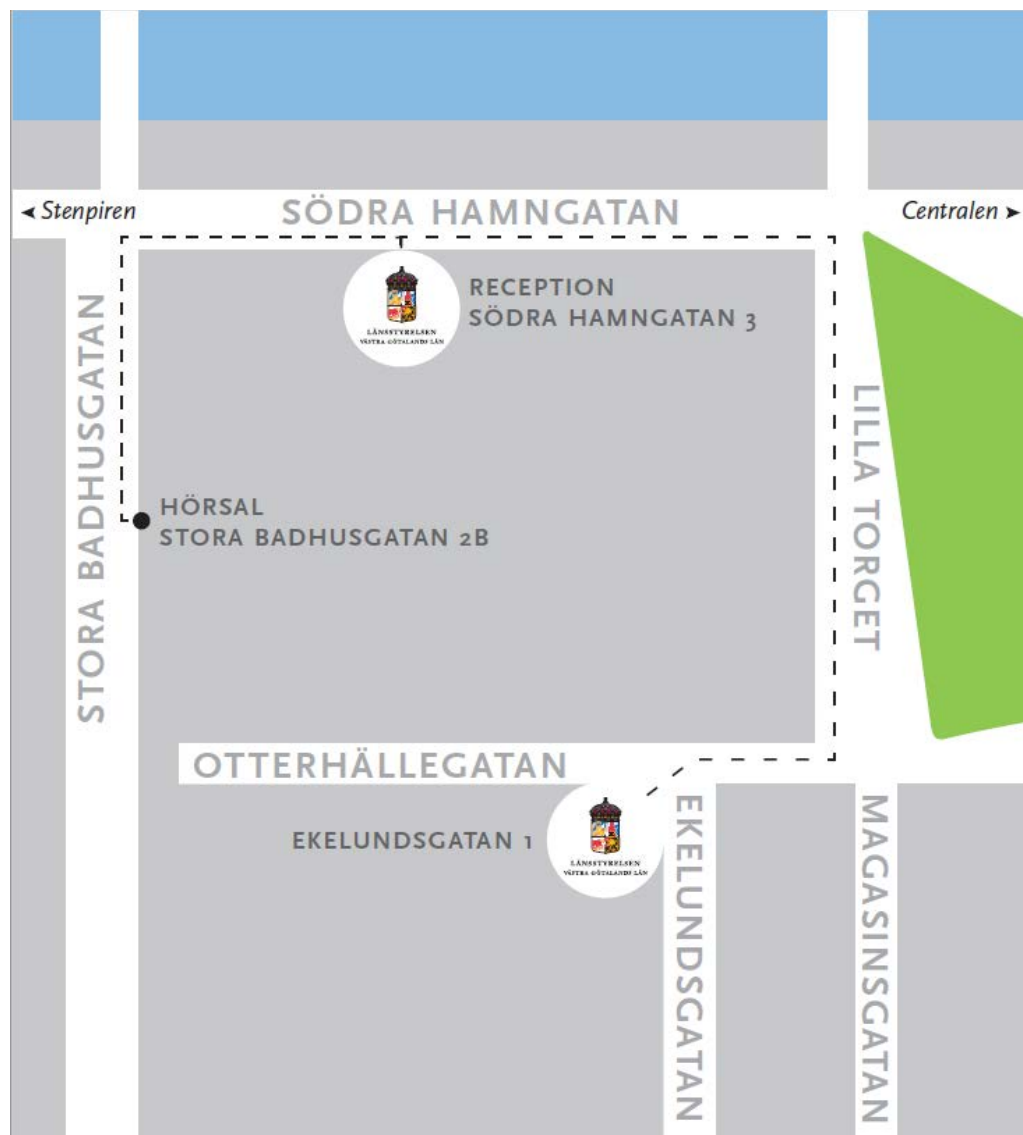 ◄ Stenpiren
SÖDRA HAMNGATAN
Centralen ➤
RECEPTION
SÖDRA HAMNGATAN 3
LÄNSSTYRELSEN
VÄSTRA GÖTALANDS LÄN
STORA BADHUSGATAN
LILLA TORGET
HÖRSAL
STORA BADHUSGATAN 2B
OTTERHÄLLEGATAN
EKELUNDSGATAN 1
LÄNSSTYRELSEN
VÄSTRA GÖTALANDS LÄN
EKELUNDSGATAN
MAGASINSGATAN